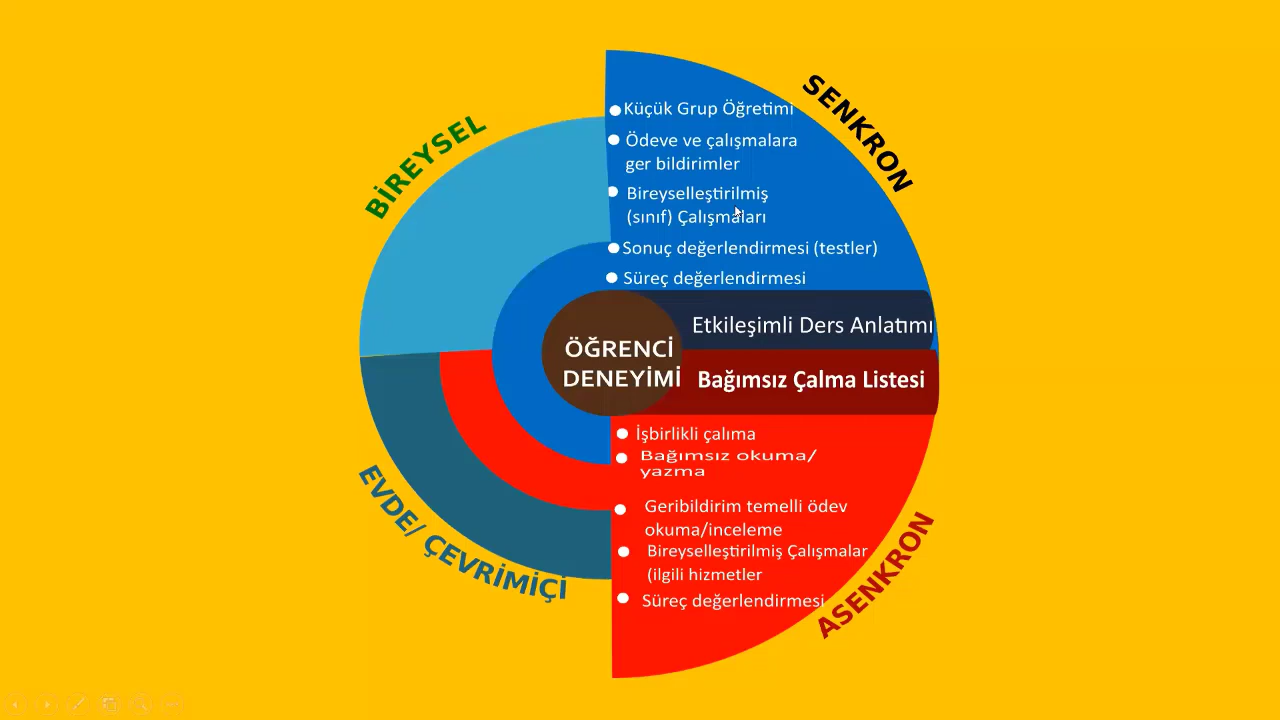 BİREYSEL
SENKRON
Küçük Grup Öğretimi
Ödeve ve çalışmalara
ger bildirimler
Bireyselleştirilmiş
(sınıf) Çalışmaları
Sonuç değerlendirmesi (testler)
Süreç değerlendirmesi
Etkileşimli Ders Anlatımı
ÖĞRENCİ
DENEYİMİ
Bağımsız Çalma Listesi
İşbirlikli çalıma
Bağımsız okuma/
yazma
Geribildirim temelli ödev
okuma/inceleme
Bireyselleştirilmiş Çalışmalar
(ilgili hizmetler
Süreç değerlendirmesi
EVDE/ ÇEVRİMİÇİ
ASENKRON